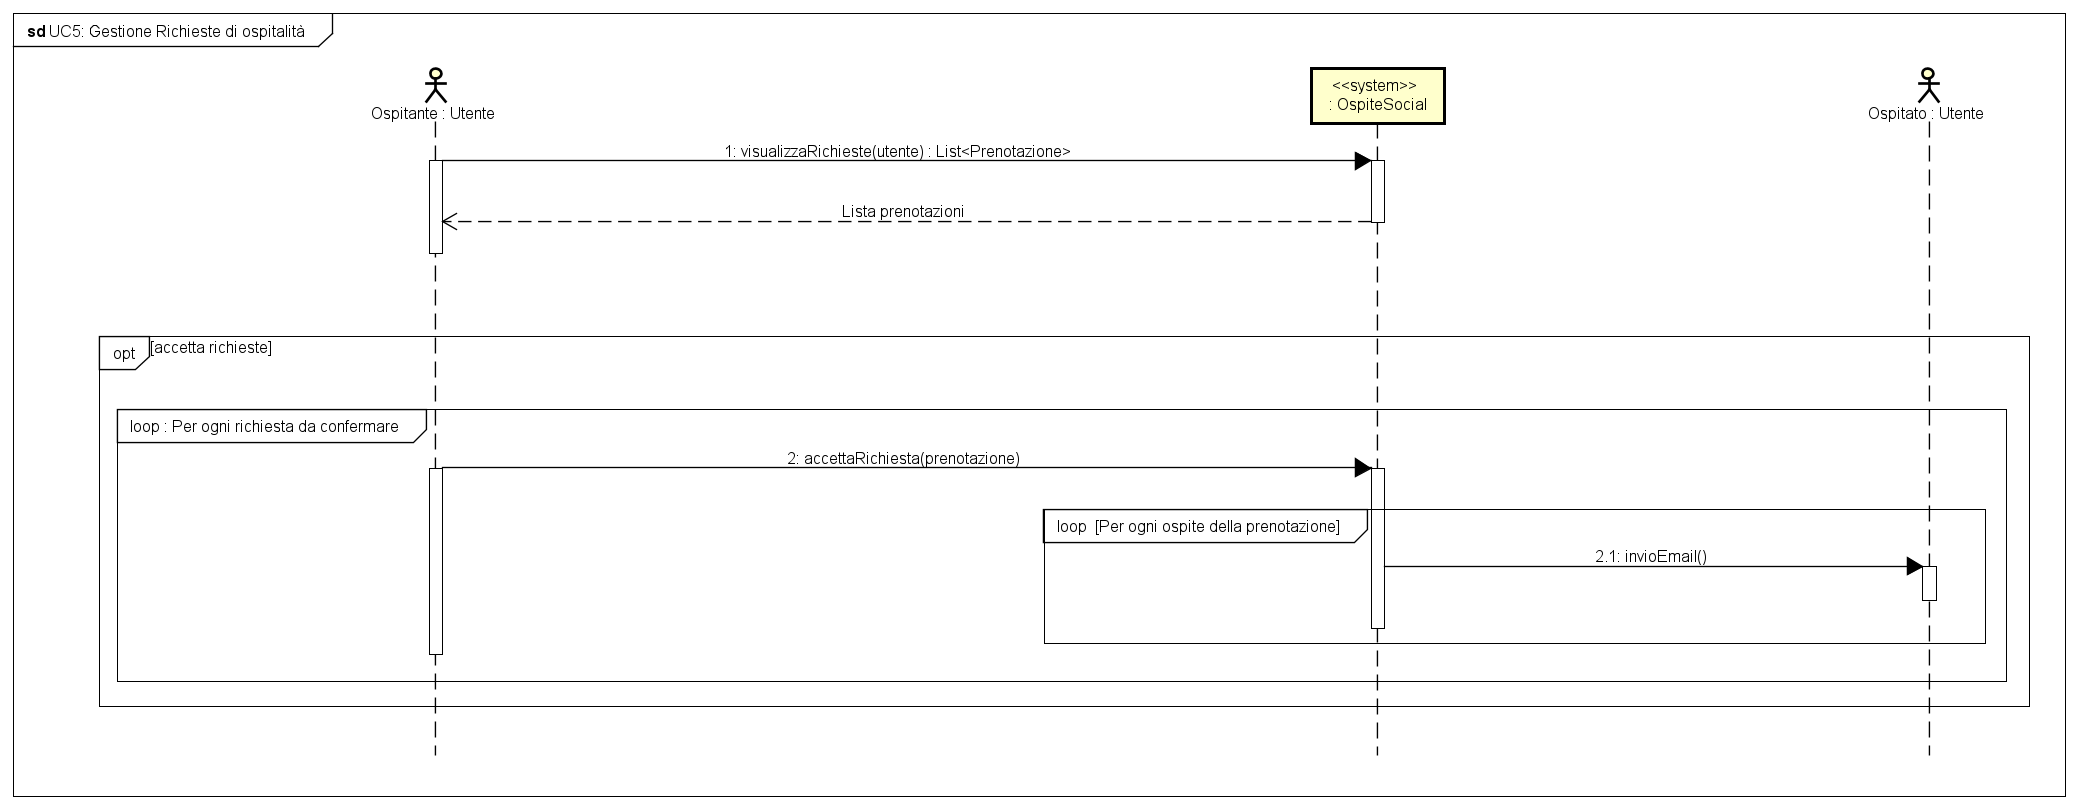 sd UC5: Gestione Richieste di ospitalità
Ospitante : Utente
<<system>>
: OspiteSocial
Ospitato : Utente
1: visualizzaRichieste(utente) : List<Prenotazione>
Lista prenotazioni
opt [accetta richieste]
loop : Per ogni richiesta da confermare
2: accettaRichiesta(prenotazione)
loop [Per ogni ospite della prenotazione]
2.1: invioEmail()